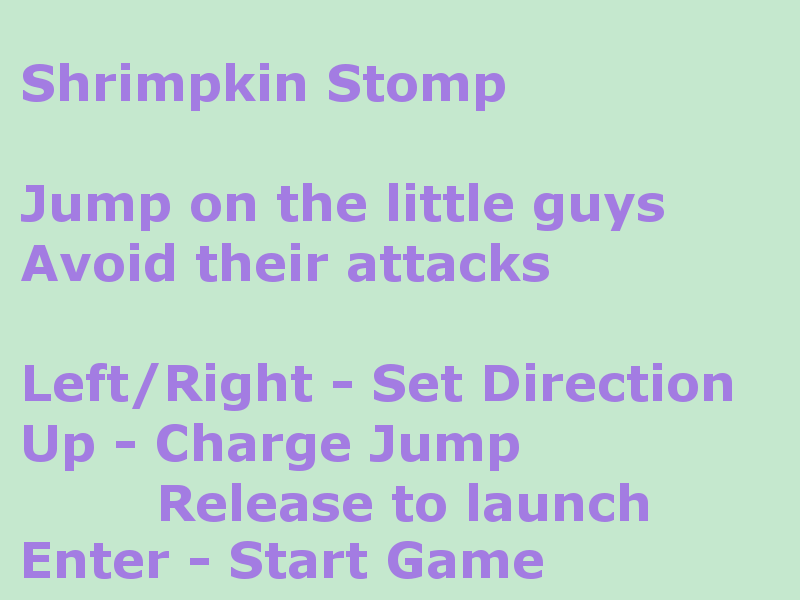 Shrimpkin Stomp
Jump on the little guys
Avoid their attacks
Left/Right - Set Direction
Up - Charge Jump
Release to launch
Enter - Start Game